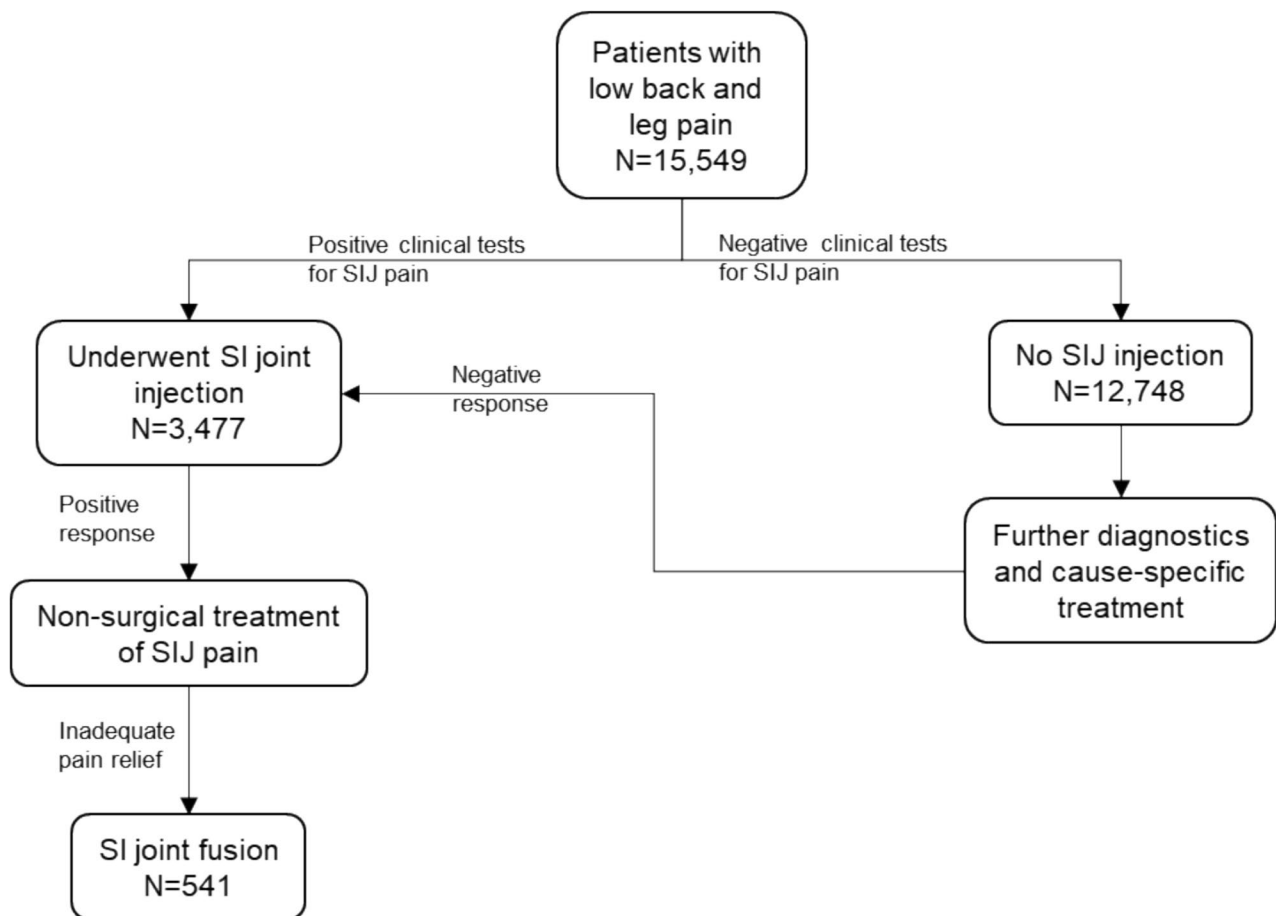 Patients with
low back and
leg pain
N=15,549
Positive clinical tests
for SIJ pain
Negative clinical tests
for SIJ pain
Underwent SI joint
injection
N=3,477
Negative
response
No SIJ injection
N=12,748
Positive
response
Further diagnostics
and cause-specific
treatment
Non-surgical treatment
of SIJ pain
Inadequate
pain relief
SI joint fusion
N=541